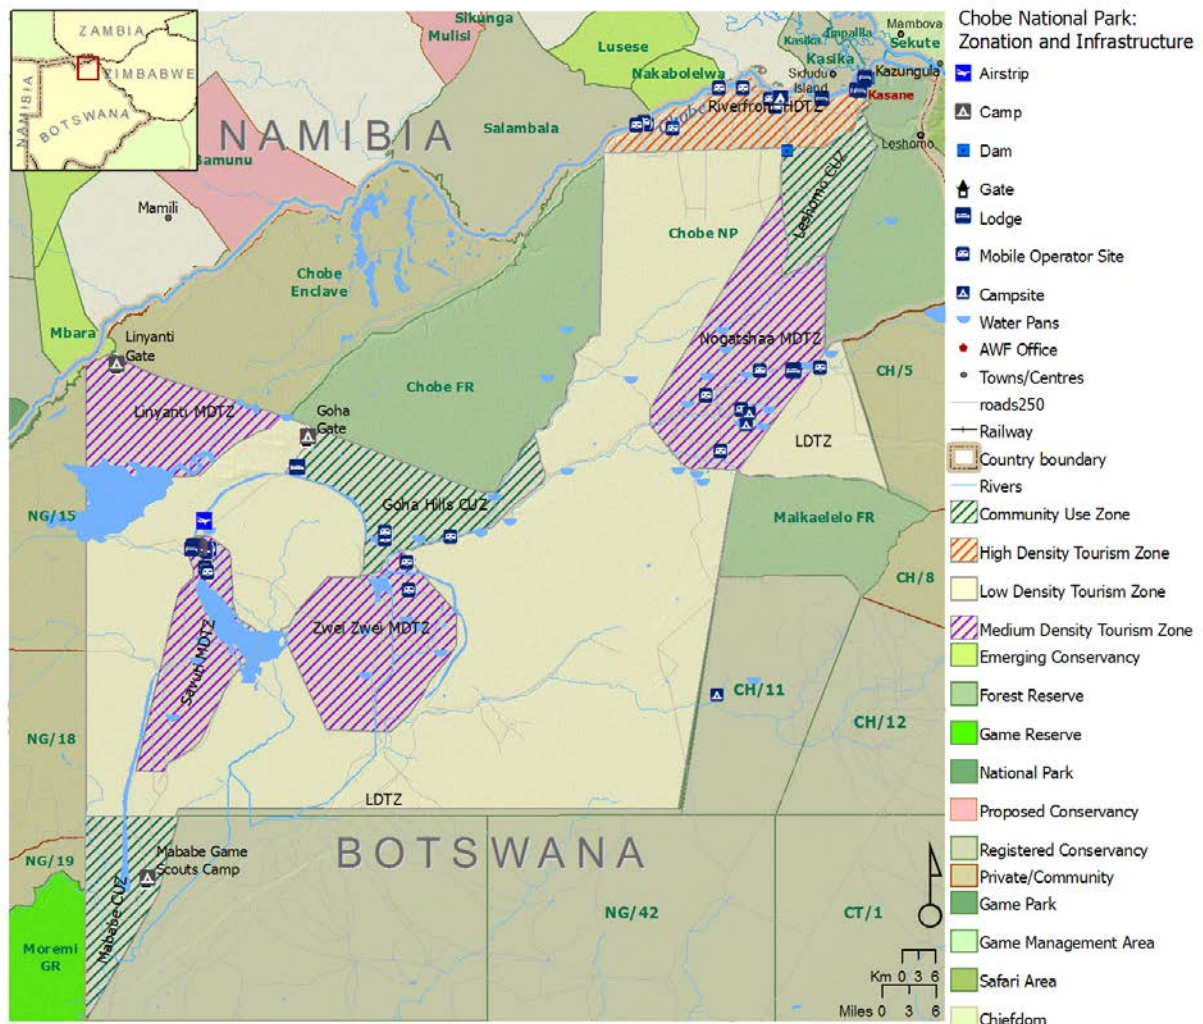 Chobe National Park:
Zonation and Infrastructure
Airstrip
Camp
Dam
Gate
Lodge
Mobile Operator Site
Campsite
Water Pans
AWF Office
Towns/Centres
roads250
Railway
Country boundary
Rivers
Community Use Zone
High Density Tourism Zone
Low Density Tourism Zone
Medium Density Tourism Zone
Emerging Conservancy
Forest Reserve
Game Reserve
National Park
Proposed Conservancy
Registered Conservancy
Private/Community
Game Park
Game Management Area
Safari Area
Chiefdom
ZAMBIA
ZIMBABWE
NAMIBIA
BOTSWANA
NAMIBIA
Sikunga
Mulisi
Lusese
Nakabolelwa
Kasika
Impalila
Mambova
Sekute
Kasika
Sidudu
Island
Kazungula
Kasane
Riverfront HDTZ
Chobe
Leshomo
Leshomo CUZ
Salambala
Bamunu
Mamili
Chobe NP
Chobe
Enclave
Mbara
Linyanti
Gate
Linyanti MDTZ
Goha
Gate
Chobe FR
Nogatshaa MDTZ
CH/5
LDTZ
Goha Hills CUZ
NG/15
Maikaelelo FR
CH/8
Zwei Zwei MDTZ
Savuti MDTZ
CH/11
CH/12
NG/18
LDTZ
BOTSWANA
NG/19
Mababe Game
Scouts Camp
Mababe CUZ
NG/42
CT/1
Moremi
GR
Km 0 3 6
Miles 0 3 6